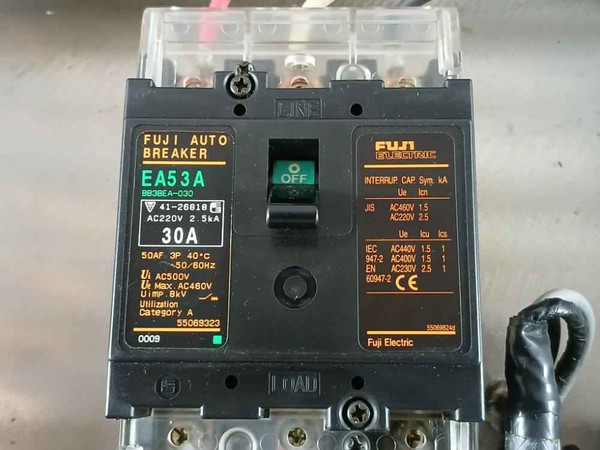 LINE
FUJI AUTO
BREAKER
EA53A
BB3BEA-030
41-26818
AC220V 2.5kA
30A
50AF 3P 40°C
50/60Hz
Ui AC500V
Ue Max. AC460V
Uimp. 8kV
Utilization
Category A
55069323
0009
OFF
FUJI
ELECTRIC
INTERRUP. CAP. Sym. kA
Ue Icn
JIS AC460V 1.5
AC220V 2.5
Ue Icu Ics
IEC AC440V 1.5 1
947-2 AC400V 1.5 1
EN AC230V 2.5 1
60947-2 CE
55069824d
Fuji Electric
LOAD